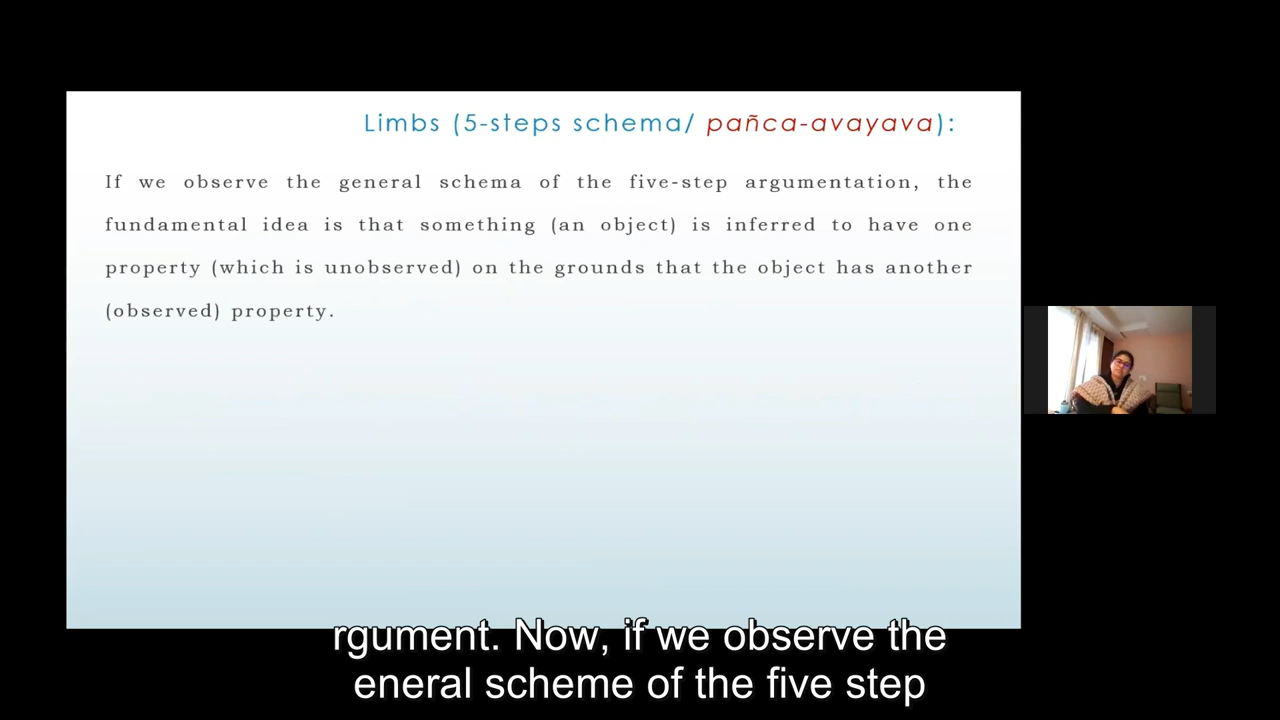 Limbs (5-steps schema/ pañca-avayava):
If we observe the general schema of the five-step argumentation, the
fundamental idea is that something (an object) is inferred to have one
property (which is unobserved) on the grounds that the object has another
(observed) property.
rgument. Now, if we observe the
eneral scheme of the five step